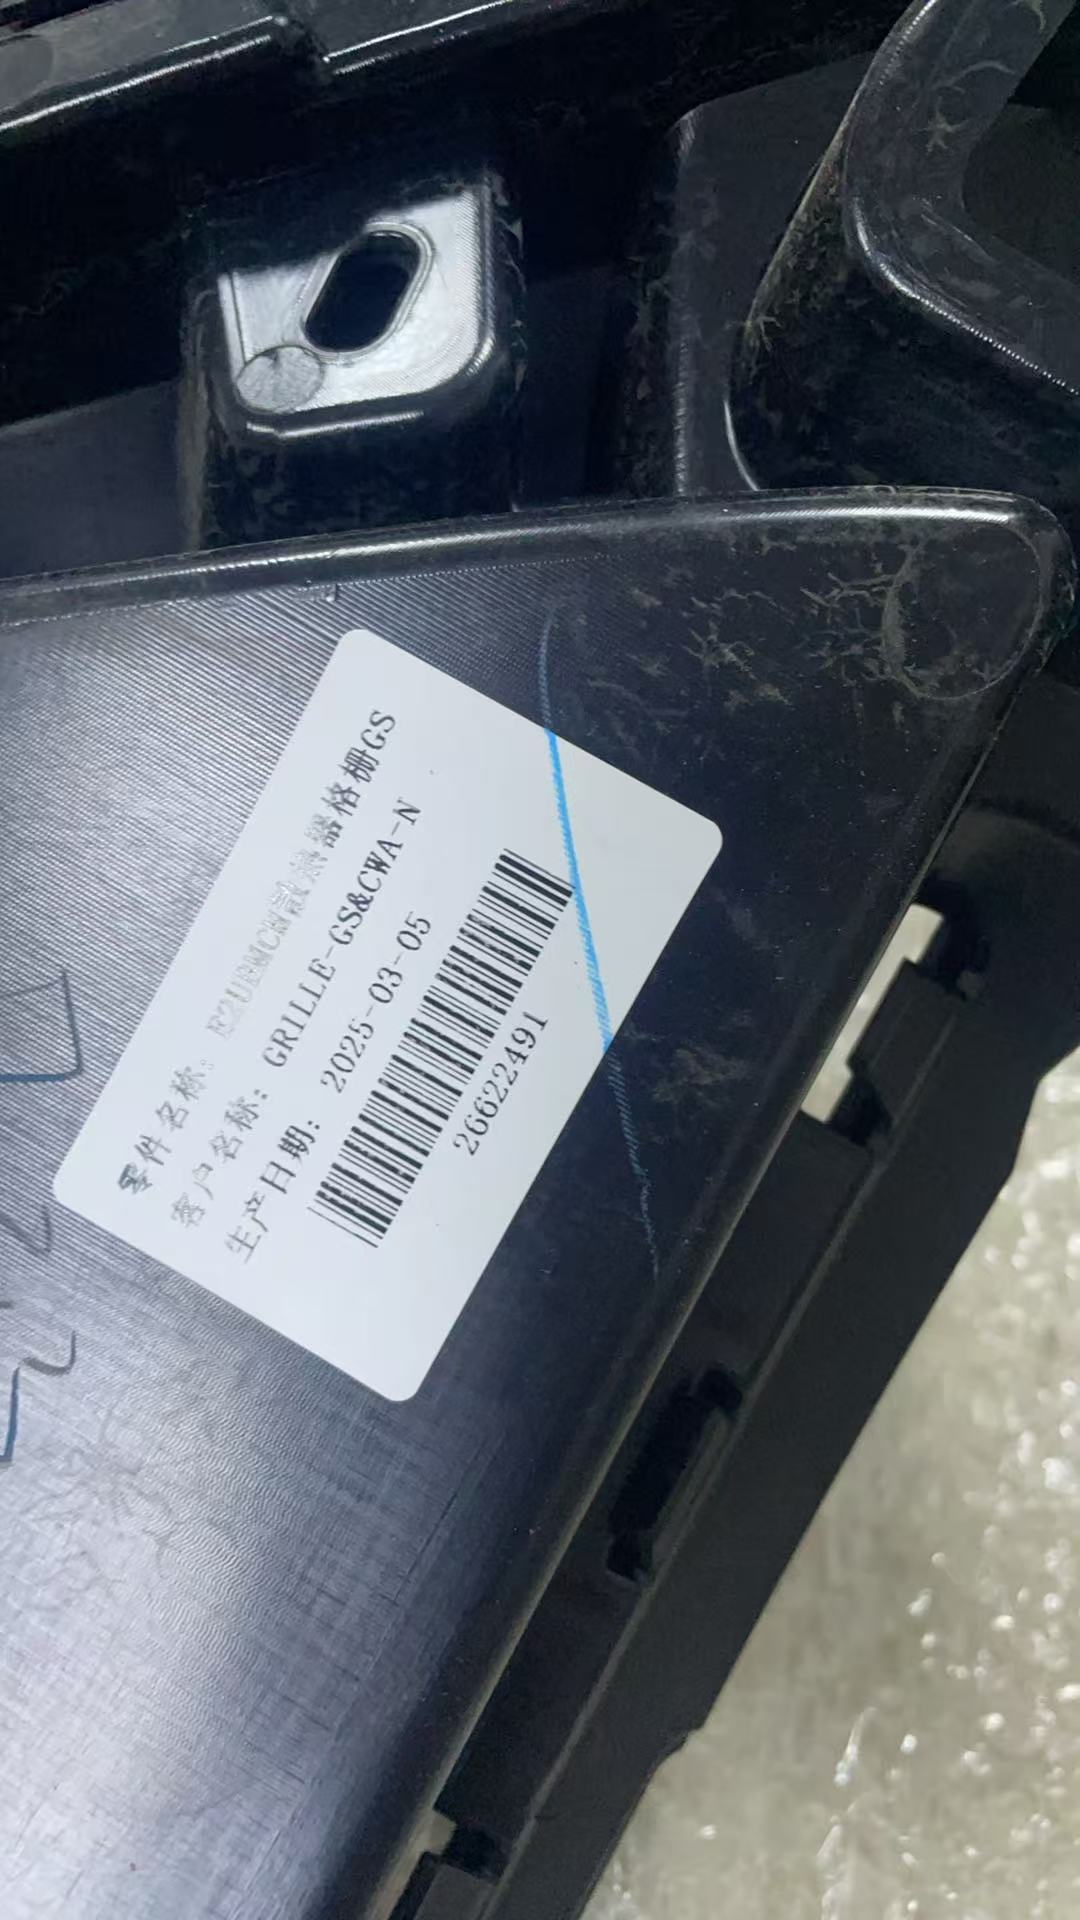 零件名称: E2UBMCM散热器格栅GS
客户名称: GRILLE-GS&CWA-N
生产日期: 2025-03-05
26622491